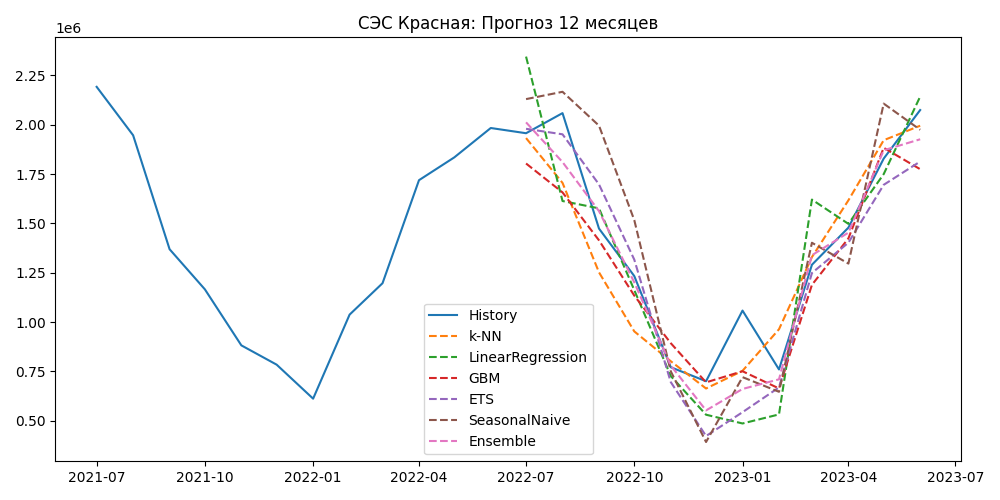 СЭС Красная: Прогноз 12 месяцев
1e6
2.25
2.00
1.75
1.50
1.25
1.00
0.75
0.50
History
k-NN
LinearRegression
GBM
ETS
SeasonalNaive
Ensemble
2021-07 2021-10 2022-01 2022-04 2022-07 2022-10 2023-01 2023-04 2023-07